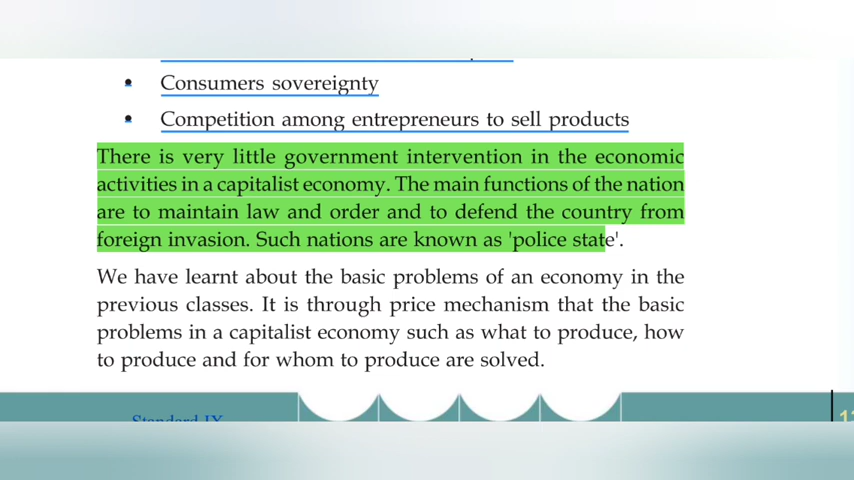 • Consumers sovereignty
• Competition among entrepreneurs to sell products
There is very little government intervention in the economic
activities in a capitalist economy. The main functions of the nation
are to maintain law and order and to defend the country from
foreign invasion. Such nations are known as 'police state'.
We have learnt about the basic problems of an economy in the
previous classes. It is through price mechanism that the basic
problems in a capitalist economy such as what to produce, how
to produce and for whom to produce are solved.
Standard IX